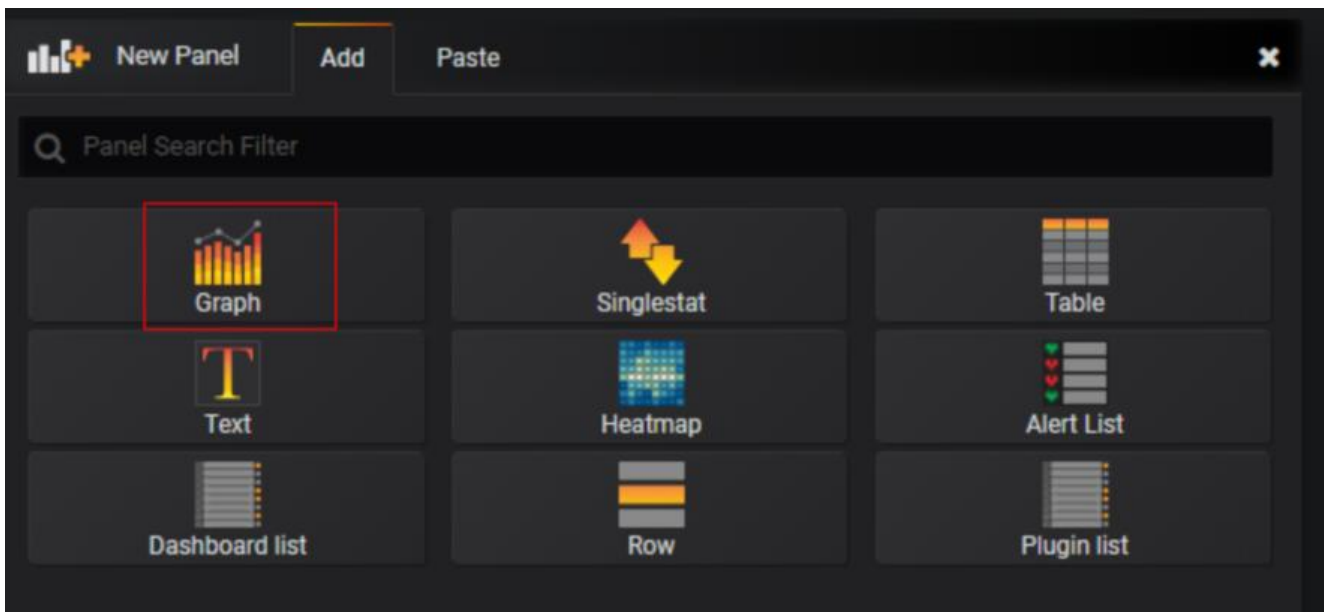 New Panel Add Paste
Panel Search Filter
Graph Singlestat Table
Text Heatmap Alert List
Dashboard list Row Plugin list